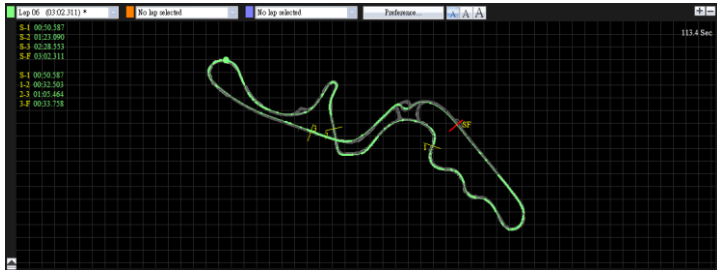 Lap 06 (03:02.311) * No lap selected No lap selected Preference... A A A
113.4 Sec
S-1 00:50.587
S-2 01:23.090
S-3 02:28.553
S-F 03:02.311
S-1 00:50.587
1-2 00:32.503
2-3 01:05.464
3-F 00:33.758
SF
1